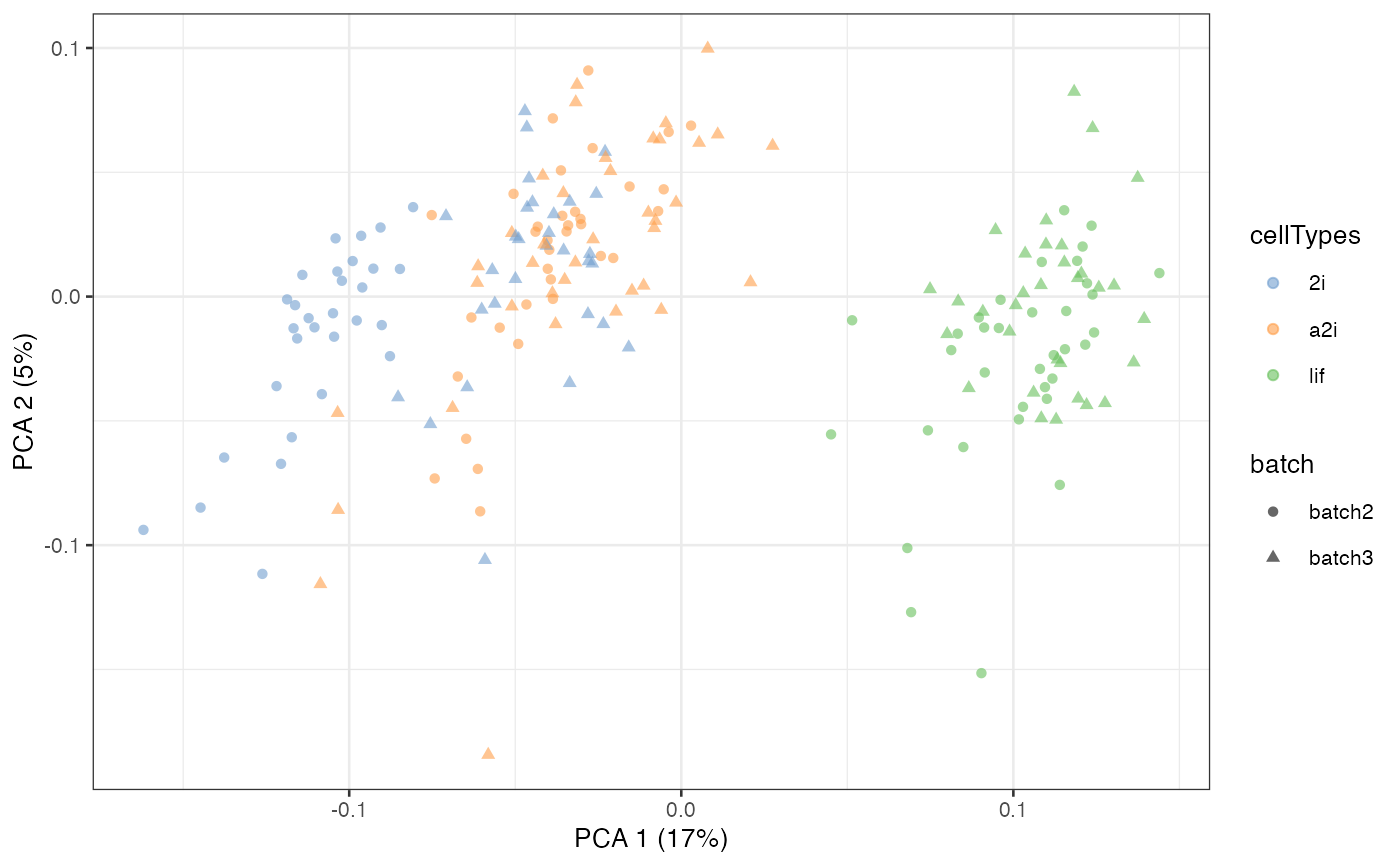 0.1
0.0
-0.1
PCA 2 (5%)
-0.1
0.0
0.1
PCA 1 (17%)
cellTypes
2i
a2i
lif
batch
batch2
batch3